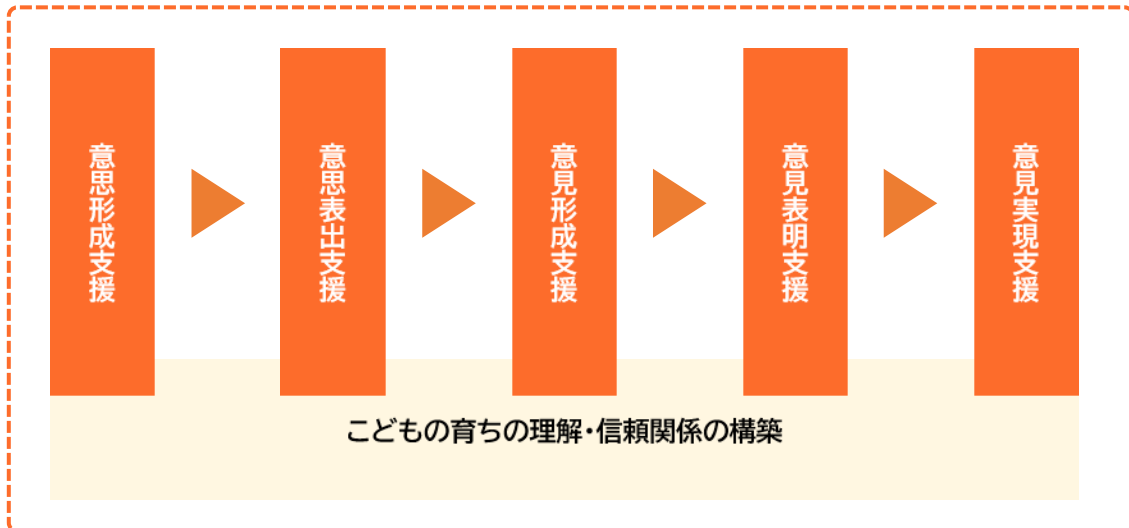 意思形成支援
意思表出支援
意見形成支援
意見表明支援
意見実現支援
こどもの育ちの理解・信頼関係の構築